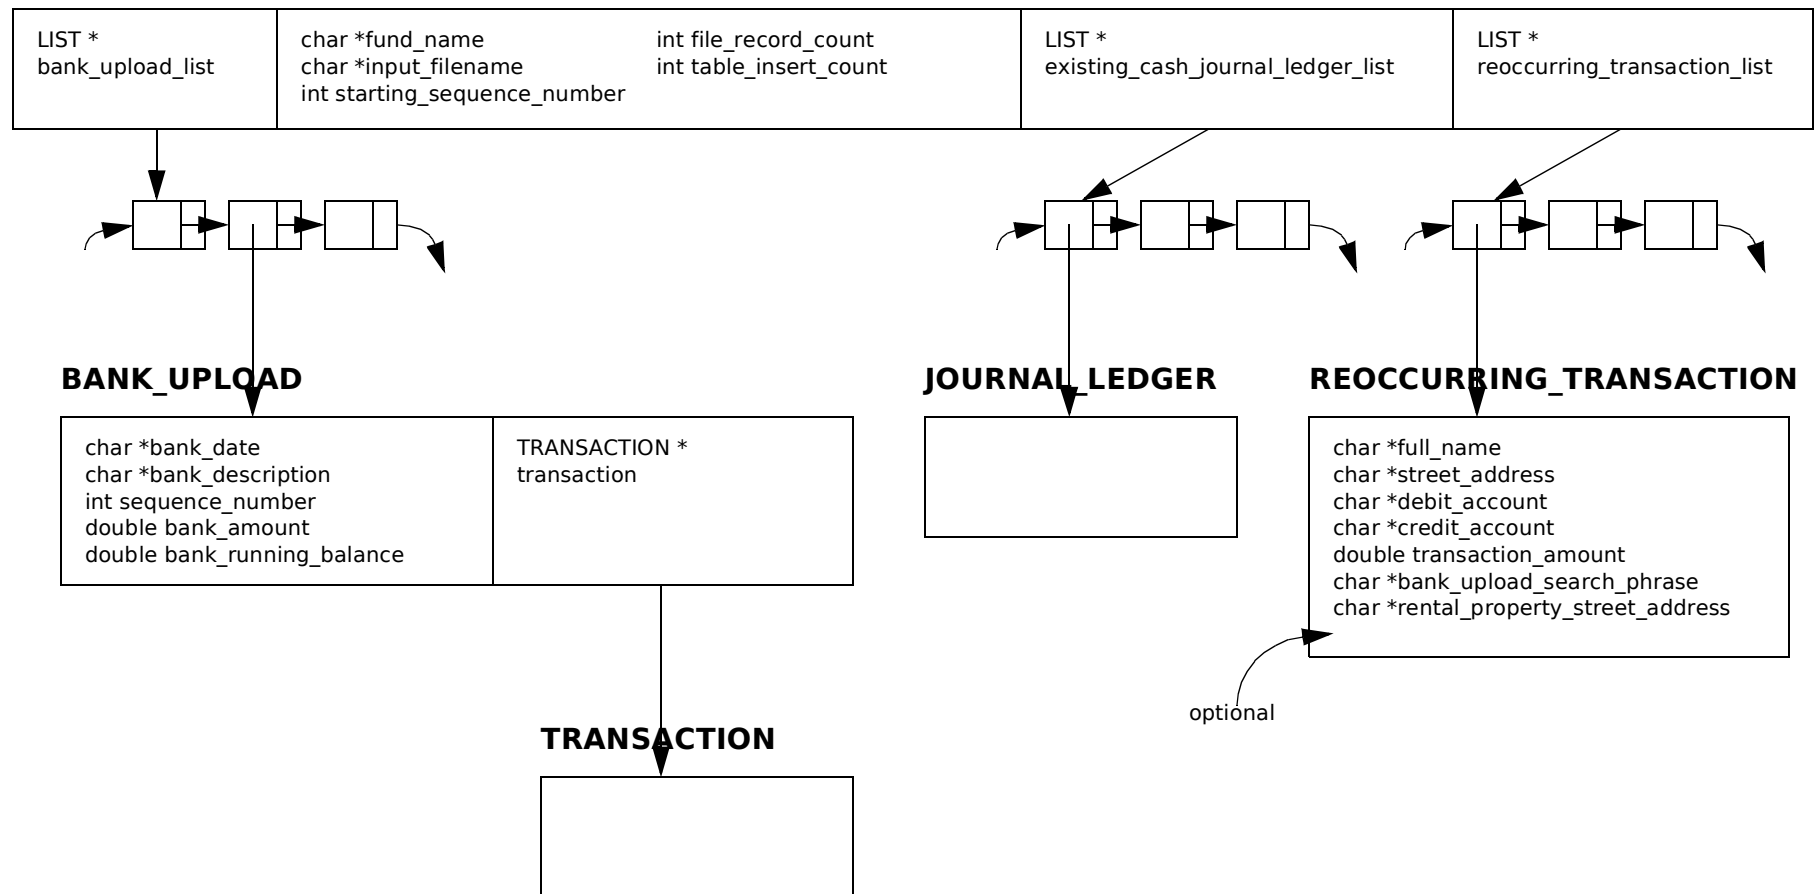 LIST *
bank_upload_list
char *fund_name
char *input_filename
int starting_sequence_number
int file_record_count
int table_insert_count
LIST *
existing_cash_journal_ledger_list
LIST *
reoccurring_transaction_list
BANK_UPLOAD
char *bank_date
char *bank_description
int sequence_number
double bank_amount
double bank_running_balance
TRANSACTION *
transaction
JOURNAL_LEDGER
REOCCURRING_TRANSACTION
char *full_name
char *street_address
char *debit_account
char *credit_account
double transaction_amount
char *bank_upload_search_phrase
char *rental_property_street_address
optional
TRANSACTION